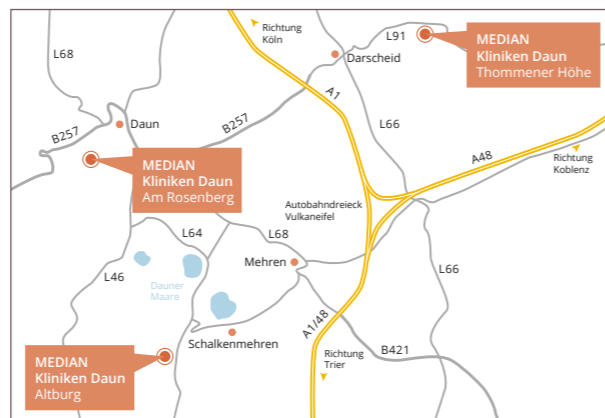 Richtung
Köln
L91
MEDIAN
Kliniken Daun
Thommener Höhe
L68
Darscheid
A1
B257
Daun
B257
L66
A48
Richtung
Koblenz
MEDIAN
Kliniken Daun
Am Rosenberg
Autobahndreieck
Vulkaneifel
L64
L68
Mehren
L46
Dauner
Maare
L66
A1/48
Schalkenmehren
B421
MEDIAN
Kliniken Daun
Altburg
Richtung
Trier